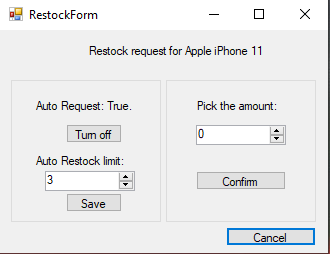 RestockForm
Restock request for Apple iPhone 11
Auto Request: True.
Turn off
Auto Restock limit:
3
Save
Pick the amount:
0
Confirm
Cancel